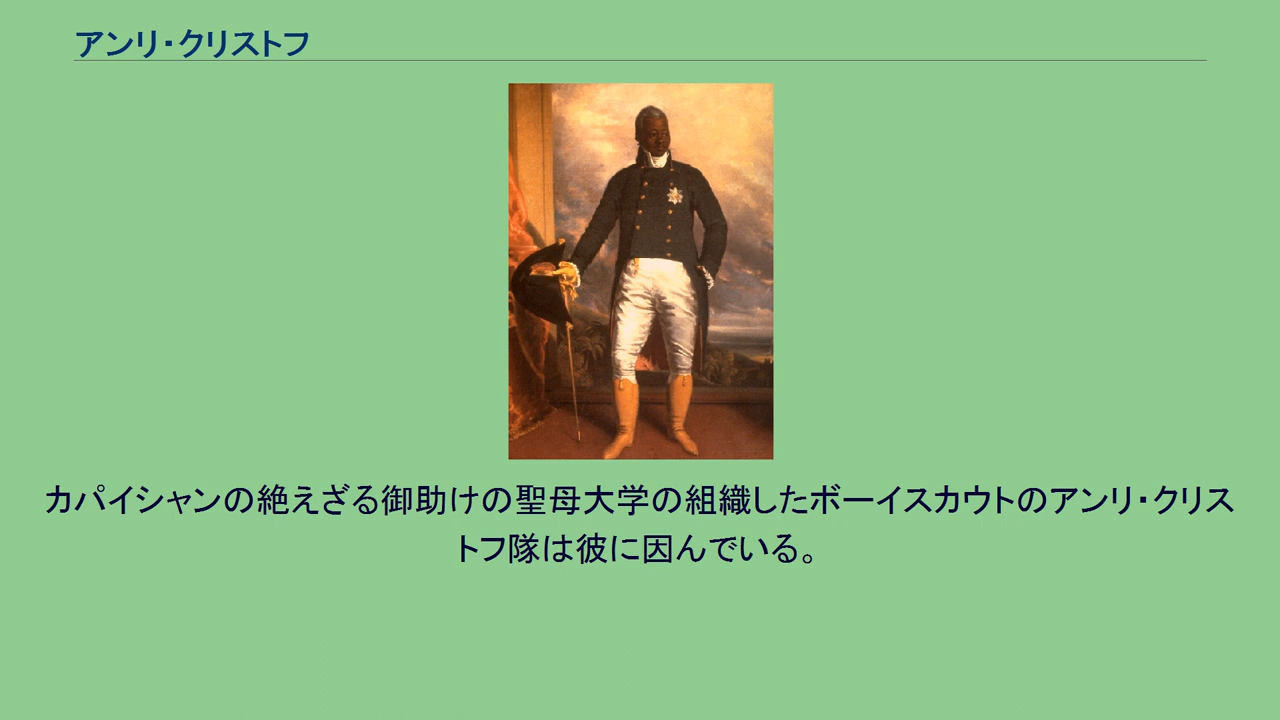 アンリ・クリストフ
カパイシャンの絶えざる御助けの聖母大学の組織したボーイスカウトのアンリ・クリス
トフ隊は彼に因んでいる。